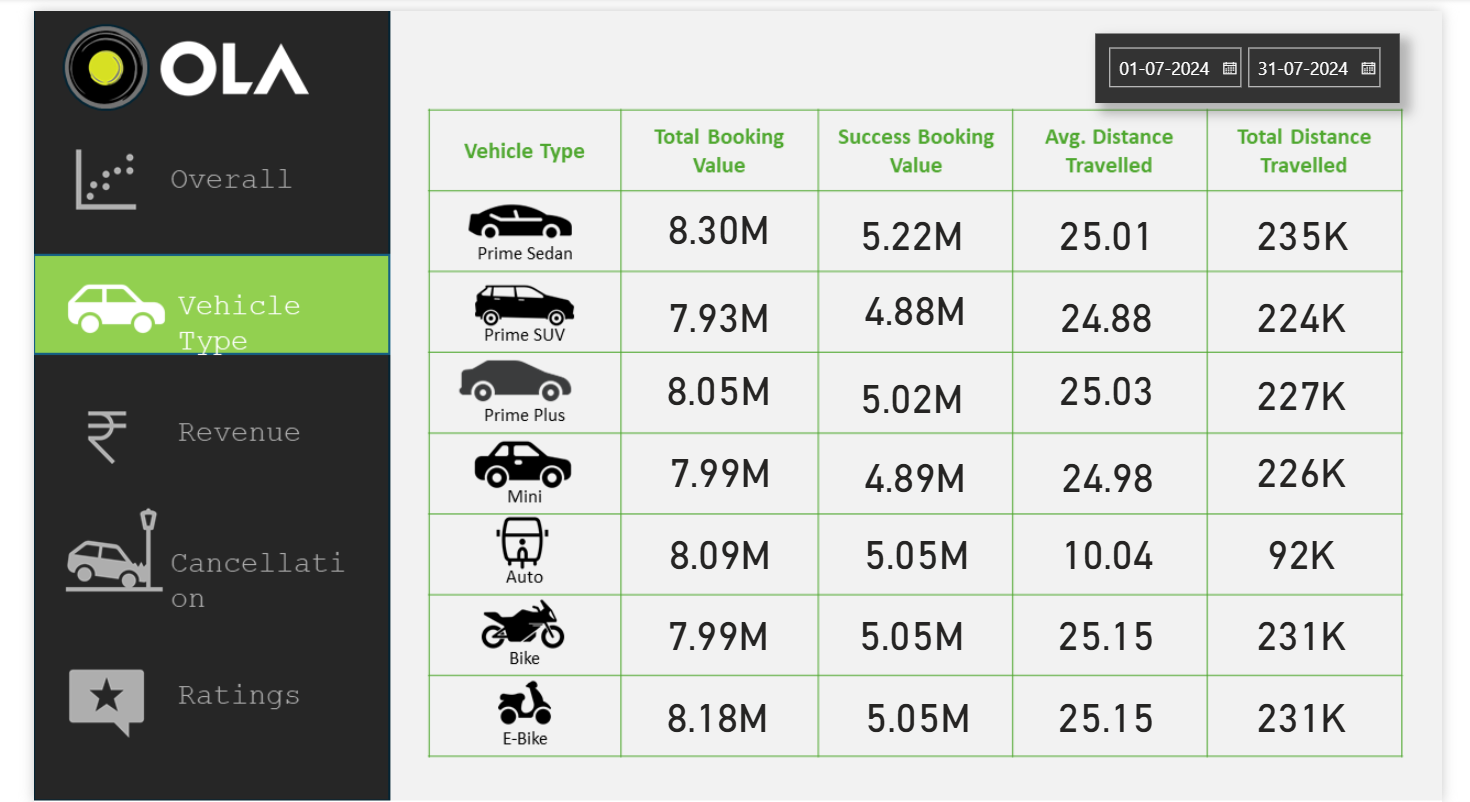 OLA
01-07-2024 31-07-2024
Overall
Vehicle
Type
Revenue
Cancellati
on
Ratings
Vehicle Type
Total Booking
Value
Success Booking
Value
Avg. Distance
Travelled
Total Distance
Travelled
Prime Sedan 8.30M 5.22M 25.01 235K
Prime SUV 7.93M 4.88M 24.88 224K
Prime Plus 8.05M 5.02M 25.03 227K
Mini 7.99M 4.89M 24.98 226K
Auto 8.09M 5.05M 10.04 92K
Bike 7.99M 5.05M 25.15 231K
E-Bike 8.18M 5.05M 25.15 231K